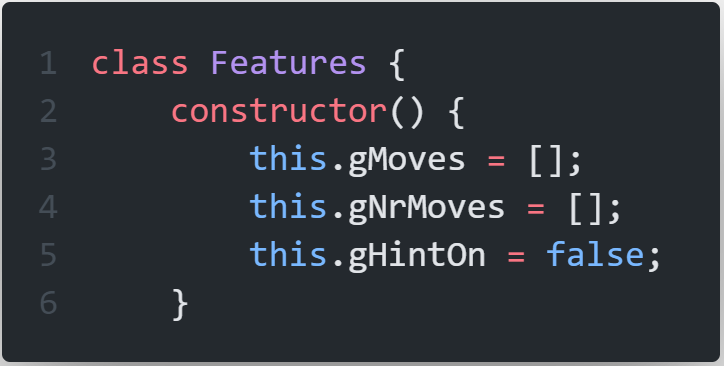 1 class Features {
2     constructor() {
3         this.gMoves = [];
4         this.gNrMoves = [];
5         this.gHintOn = false;
6     }